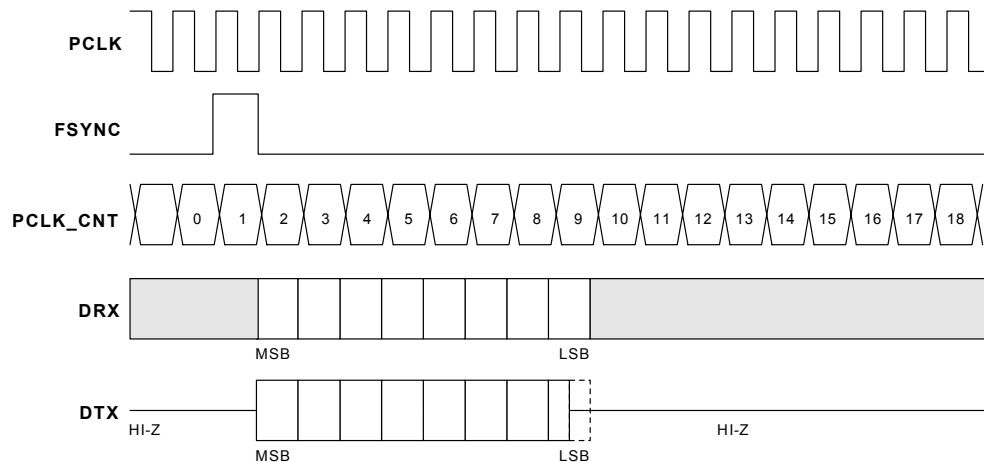 PCLK
FSYNC
PCLK_CNT 0 1 2 3 4 5 6 7 8 9 10 11 12 13 14 15 16 17 18
DRX
MSB LSB
DTX
HI-Z HI-Z
MSB LSB